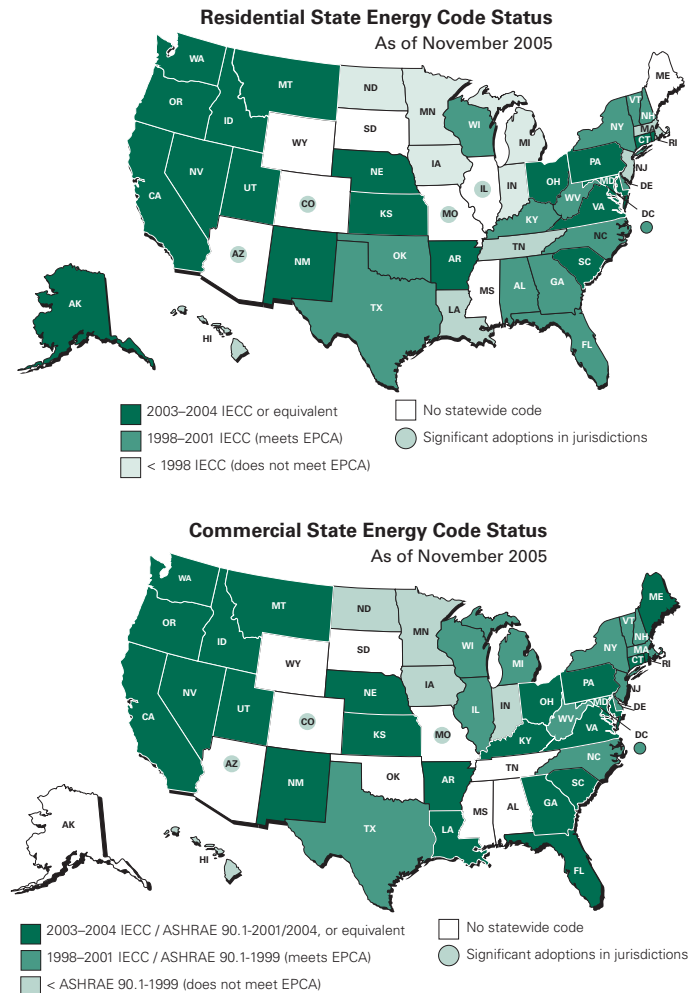 Residential State Energy Code Status
As of November 2005
WA
MT
ND
MN
ME
OR
ID
SD
WI
VT
NH
NY
MA
WY
MI
CT
RI
IA
NE
PA
NJ
NV
OH
IL
IN
MD
DE
UT
CA
CO
WV
VA
DC
KS
MO
KY
NC
TN
AZ
OK
NM
AR
SC
MS
AL
GA
AK
TX
LA
HI
FL
2003–2004 IECC or equivalent
No statewide code
1998–2001 IECC (meets EPCA)
Significant adoptions in jurisdictions
< 1998 IECC (does not meet EPCA)
Commercial State Energy Code Status
As of November 2005
WA
ME
MT
ND
OR
VT
MN
NH
ID
WI
NY
SD
MA
CT
WY
MI
RI
PA
IA
NJ
NE
NV
OH
IN
MD
DE
UT
IL
CA
CO
WV
VA
DC
KS
MO
KY
NC
AZ
TN
OK
NM
AR
SC
GA
MS
AL
AK
TX
LA
HI
FL
2003–2004 IECC / ASHRAE 90.1-2001/2004, or equivalent
No statewide code
1998–2001 IECC / ASHRAE 90.1-1999 (meets EPCA)
Significant adoptions in jurisdictions
< ASHRAE 90.1-1999 (does not meet EPCA)